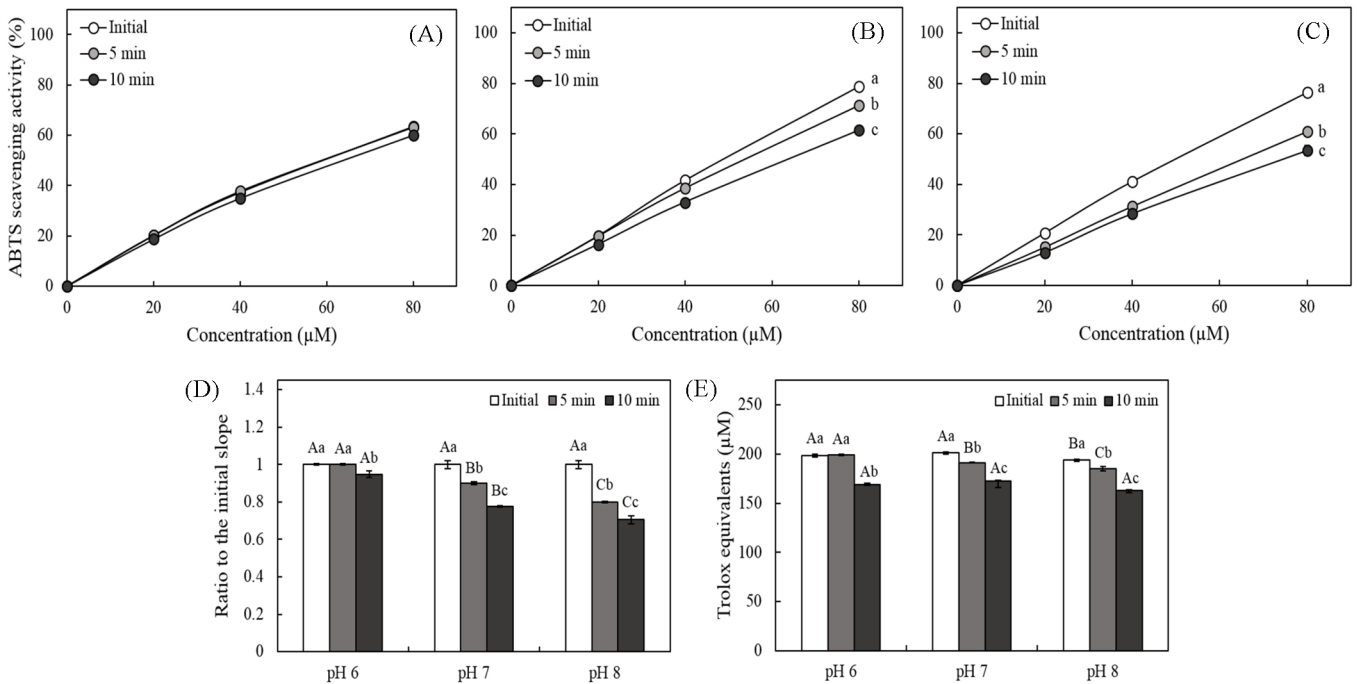 ABTS scavenging activity (%)
100
80
60
40
20
0
Initial
5 min
10 min
(A)
0 20 40 60 80
Concentration (µM)
100
80
60
40
20
0
Initial
5 min
10 min
(B)
a
b
c
0 20 40 60 80
Concentration (µM)
100
80
60
40
20
0
Initial
5 min
10 min
(C)
a
b
c
0 20 40 60 80
Concentration (µM)
(D)
Ratio to the initial slope
1.4
1.2
1
0.8
0.6
0.4
0.2
0
Initial 5 min 10 min
Aa Aa Ab
Aa Bb Bc
Aa Cb Cc
pH 6 pH 7 pH 8
(E)
Trolox equivalents (µM)
250
200
150
100
50
0
Initial 5 min 10 min
Aa Aa Ab
Aa Bb Ac
Ba Cb Ac
pH 6 pH 7 pH 8